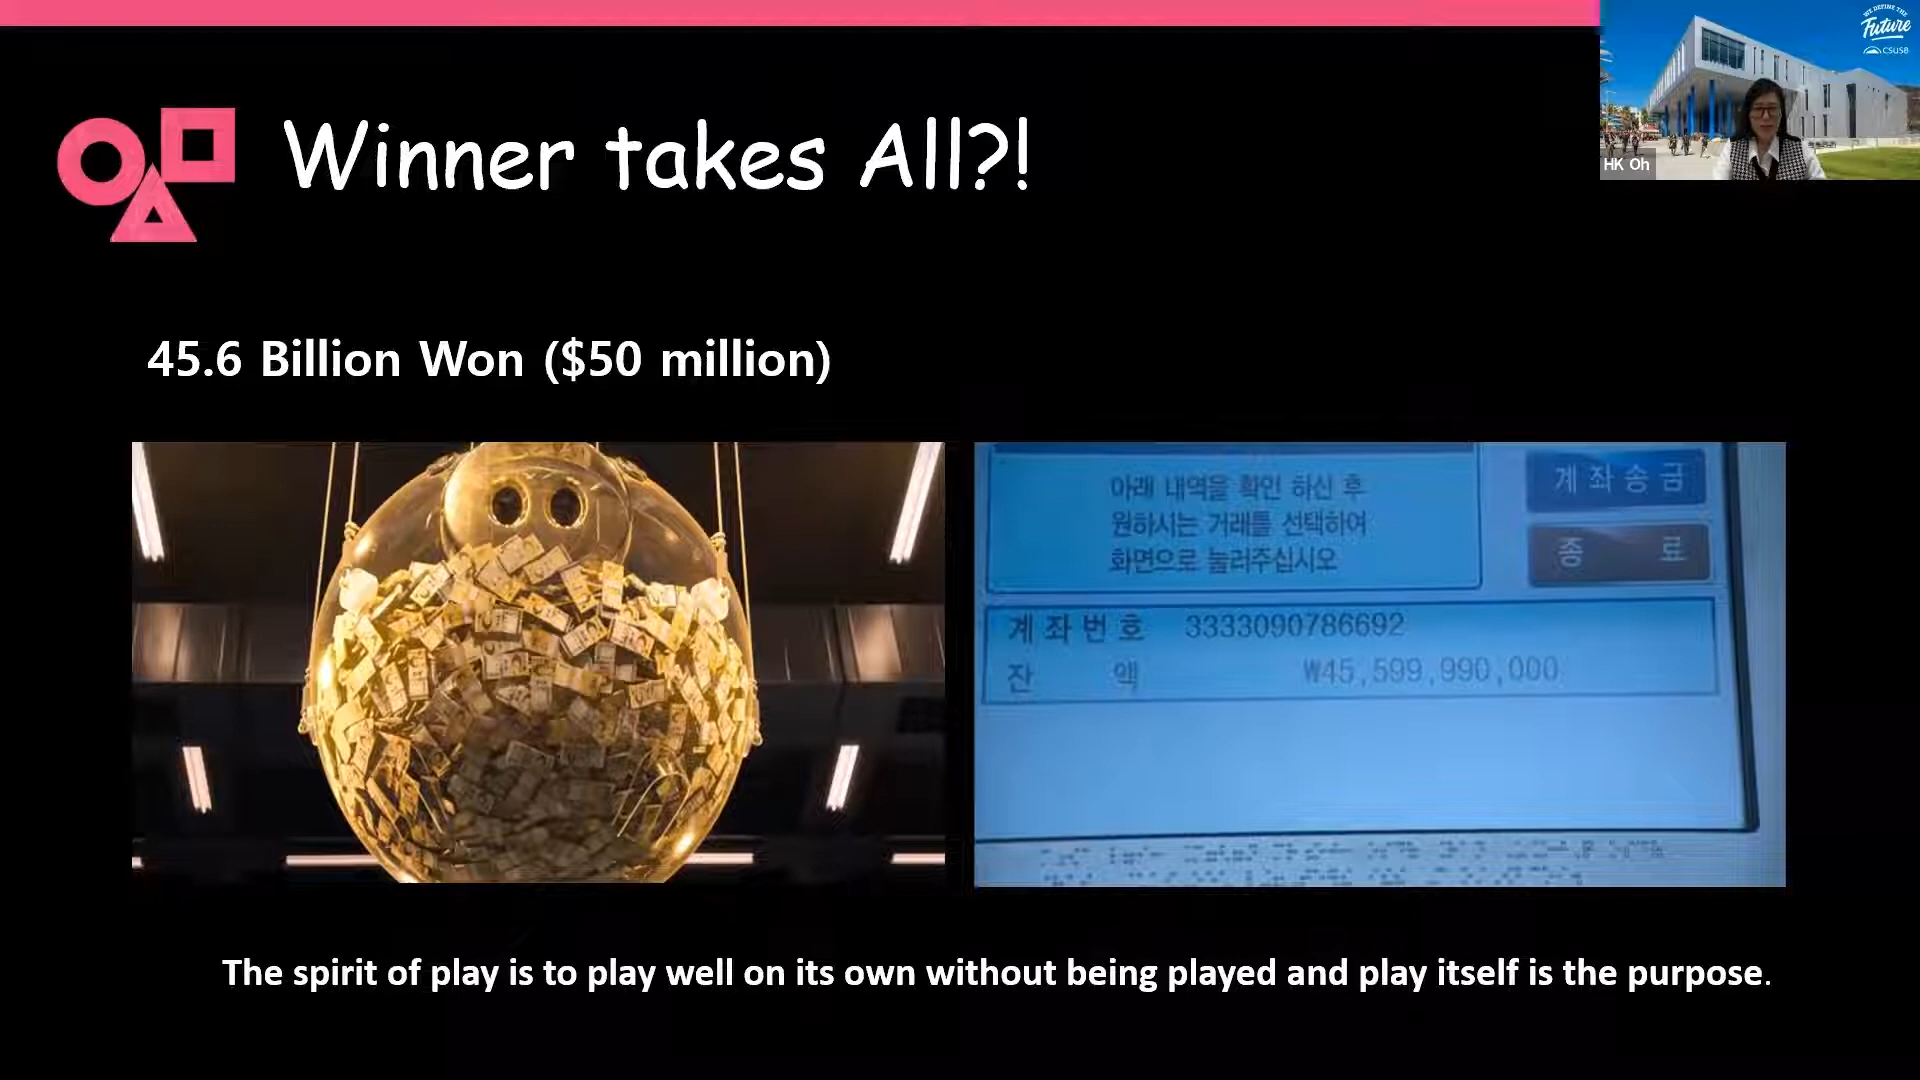 WE DEFINE THE
Future
CSUSB
HK Oh
Winner takes All?!
45.6 Billion Won ($50 million)
아래 내역을 확인 하신 후
원하시는 거래를 선택하여
화면으로 눌러주십시오
계좌송금
종 료
계좌번호 3333090786692
잔 액 ₩45,599,990,000
The spirit of play is to play well on its own without being played and play itself is the purpose.